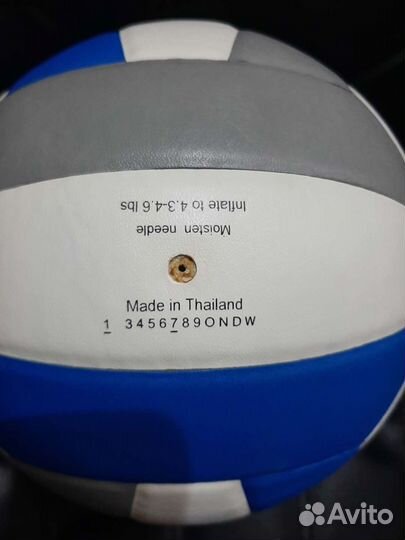 Inflate to 4.3-4.6 lbs
Moisten needle
Made in Thailand
1 3456789ONDW
Avito